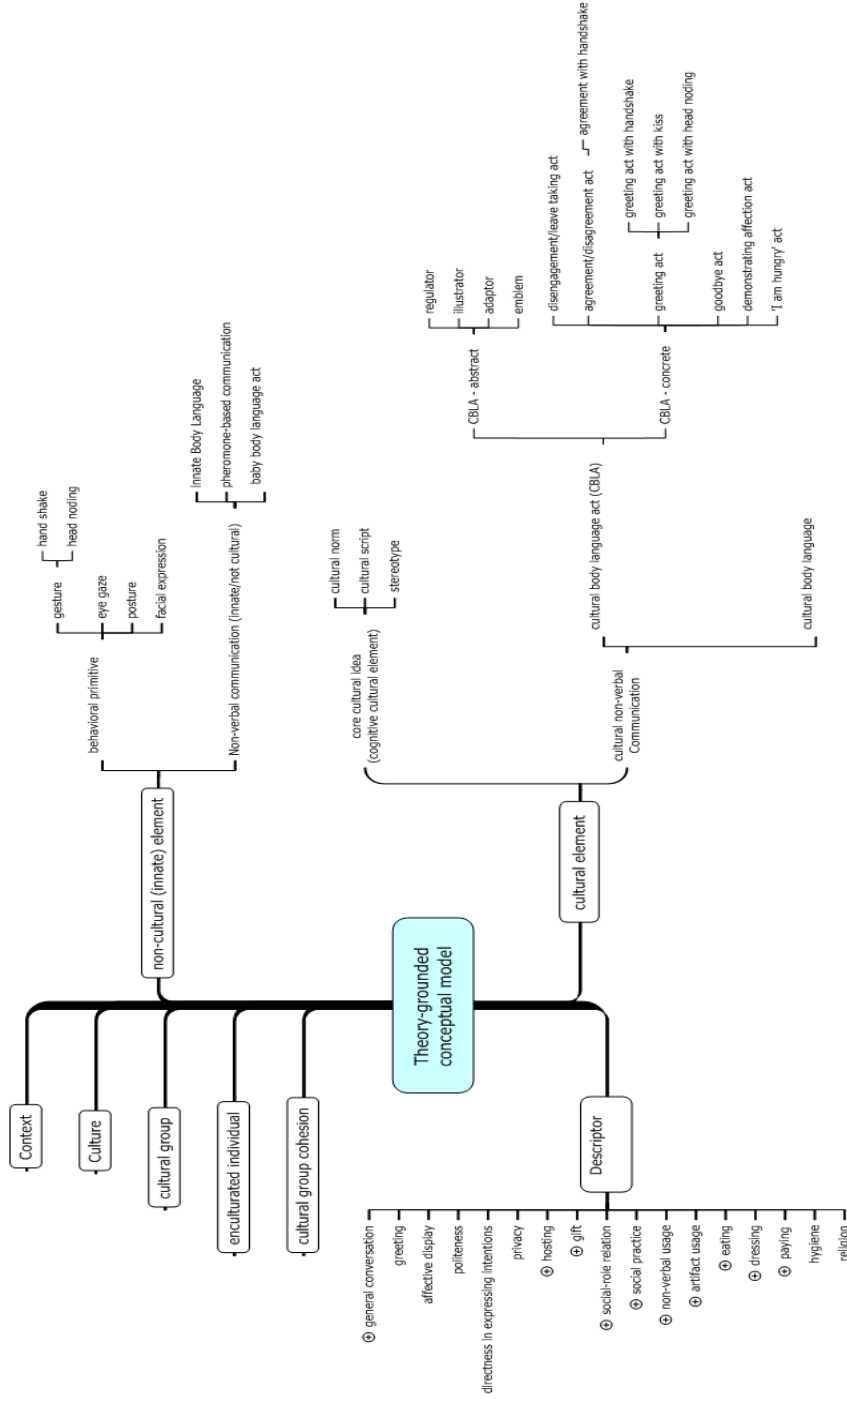 Context
Culture
cultural group
enculturated individual
cultural group cohesion
Theory-grounded
conceptual model
Descriptor
general conversation
greeting
affective display
politeness
directness in expressing intentions
privacy
hosting
gift
social-role relation
social practice
non-verbal usage
artifact usage
eating
dressing
paying
hygiene
religion
non-cultural (innate) element
behavioral primitive
gesture
hand shake
head noding
eye gaze
posture
facial expression
Non-verbal communication (innate/not cultural)
Innate Body Language
pheromone-based communication
baby body language act
cultural element
core cultural idea
(cognitive cultural element)
cultural norm
cultural script
stereotype
cultural non-verbal
Communication
cultural body language act (CBLA)
CBLA - abstract
regulator
illustrator
adaptor
emblem
CBLA - concrete
disengagement/leave taking act
agreement/disagreement act
agreement with handshake
greeting act
greeting act with handshake
greeting act with kiss
greeting act with head noding
goodbye act
demonstrating affection act
'I am hungry' act
cultural body language